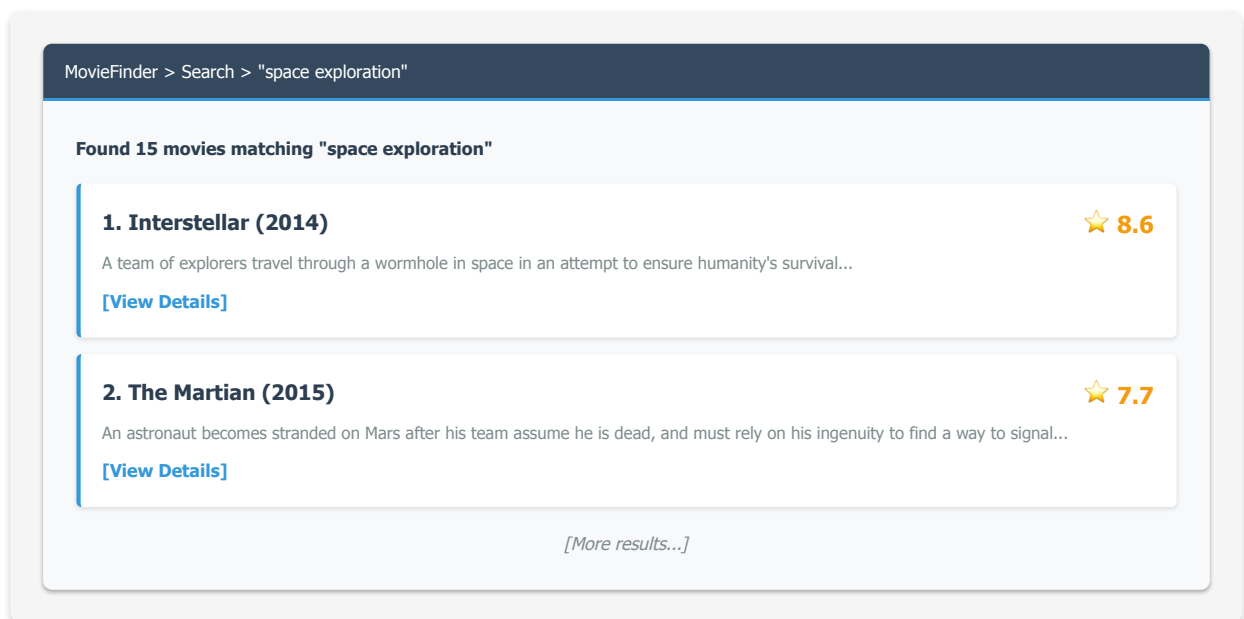 MovieFinder > Search > "space exploration"
Found 15 movies matching "space exploration"
1. Interstellar (2014)
⭐ 8.6
A team of explorers travel through a wormhole in space in an attempt to ensure humanity's survival...
[View Details]
2. The Martian (2015)
⭐ 7.7
An astronaut becomes stranded on Mars after his team assume he is dead, and must rely on his ingenuity to find a way to signal...
[View Details]
[More results...]